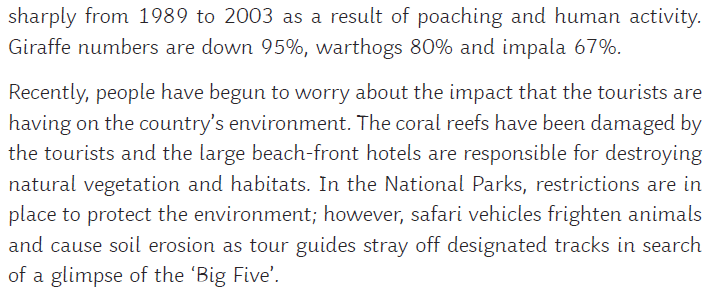 sharply from 1989 to 2003 as a result of poaching and human activity.
Giraffe numbers are down 95%, warthogs 80% and impala 67%.
Recently, people have begun to worry about the impact that the tourists are
having on the country’s environment. The coral reefs have been damaged by
the tourists and the large beach-front hotels are responsible for destroying
natural vegetation and habitats. In the National Parks, restrictions are in
place to protect the environment; however, safari vehicles frighten animals
and cause soil erosion as tour guides stray off designated tracks in search
of a glimpse of the ‘Big Five’.